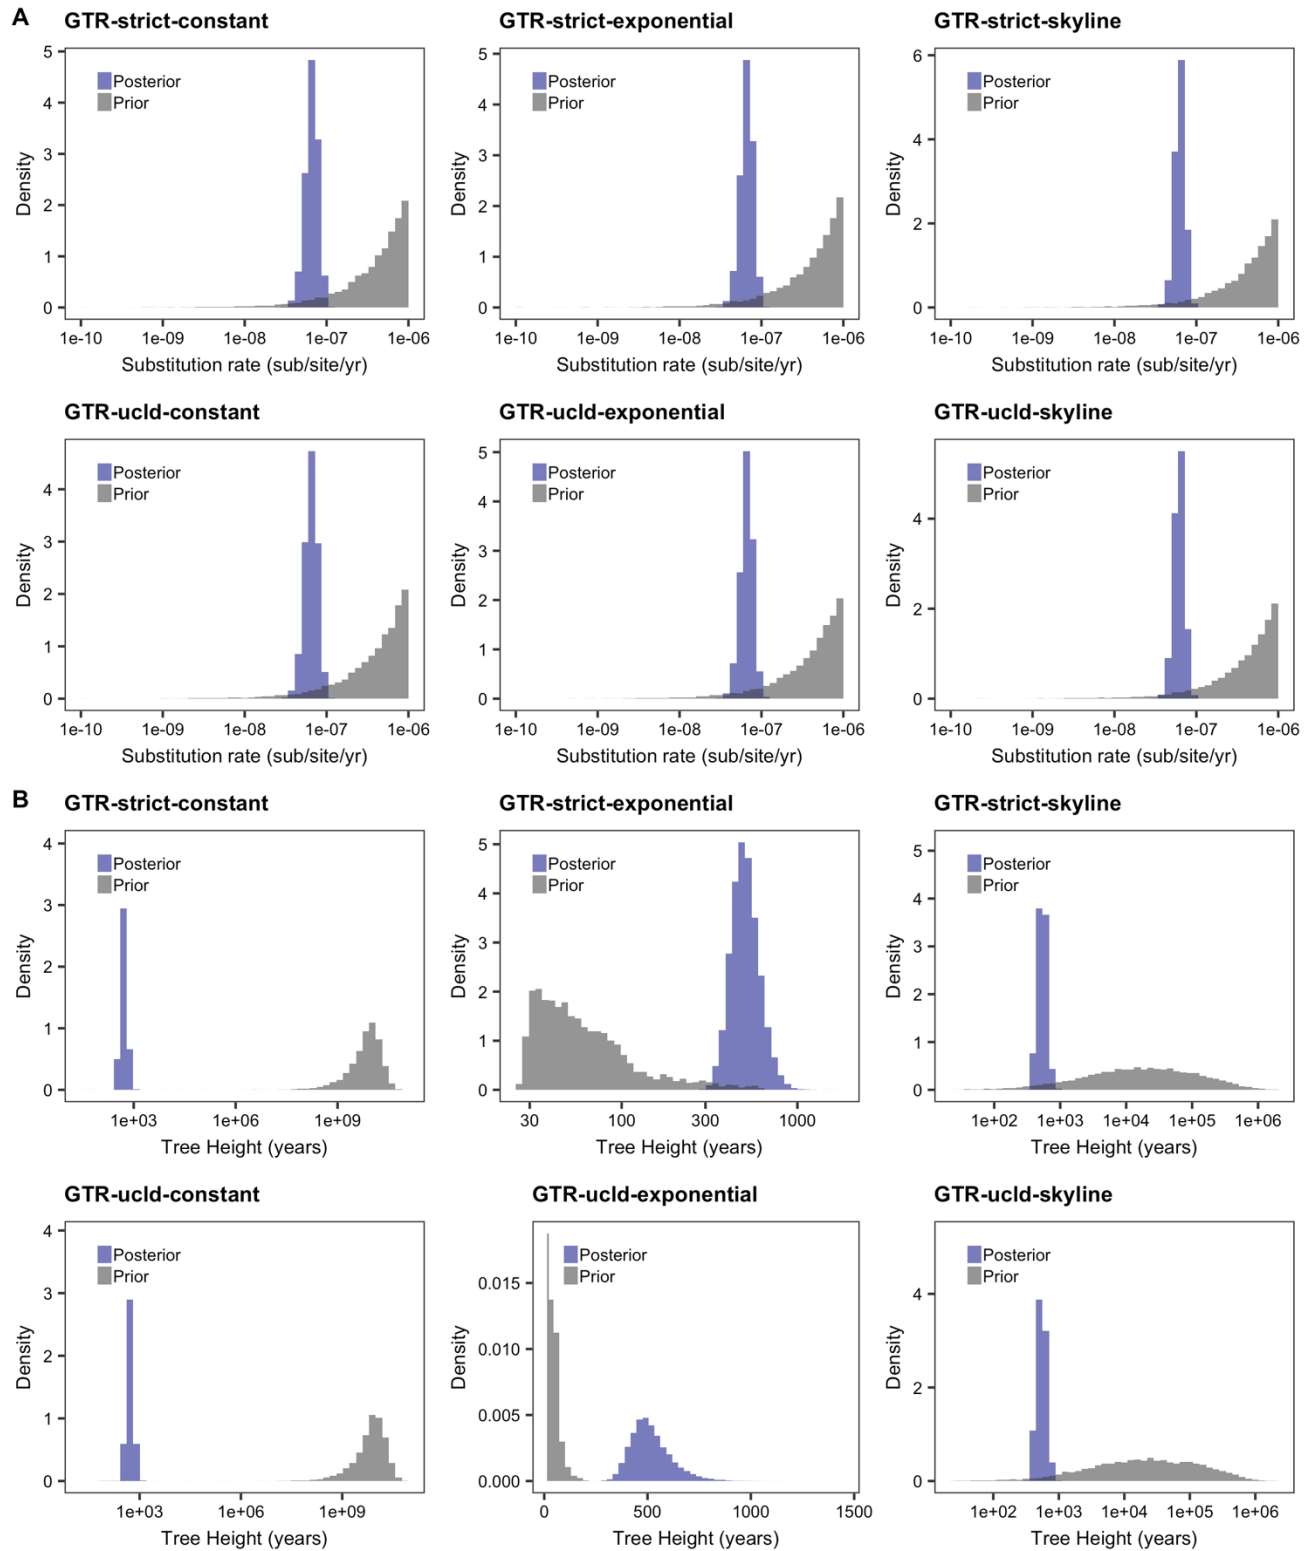 A
GTR-strict-constant
5
4
3
2
1
0
Density
Posterior
Prior
1e-10 1e-09 1e-08 1e-07 1e-06
Substitution rate (sub/site/yr)
GTR-strict-exponential
5
4
3
2
1
0
Density
Posterior
Prior
1e-10 1e-09 1e-08 1e-07 1e-06
Substitution rate (sub/site/yr)
GTR-strict-skyline
6
4
2
0
Density
Posterior
Prior
1e-10 1e-09 1e-08 1e-07 1e-06
Substitution rate (sub/site/yr)
GTR-ucld-constant
4
3
2
1
0
Density
Posterior
Prior
1e-10 1e-09 1e-08 1e-07 1e-06
Substitution rate (sub/site/yr)
GTR-ucld-exponential
5
4
3
2
1
0
Density
Posterior
Prior
1e-10 1e-09 1e-08 1e-07 1e-06
Substitution rate (sub/site/yr)
GTR-ucld-skyline
4
2
0
Density
Posterior
Prior
1e-10 1e-09 1e-08 1e-07 1e-06
Substitution rate (sub/site/yr)
B
GTR-strict-constant
4
3
2
1
0
Density
Posterior
Prior
1e+03 1e+06 1e+09
Tree Height (years)
GTR-strict-exponential
5
4
3
2
1
0
Density
Posterior
Prior
30 100 300 1000
Tree Height (years)
GTR-strict-skyline
5
4
3
2
1
0
Density
Posterior
Prior
1e+02 1e+03 1e+04 1e+05 1e+06
Tree Height (years)
GTR-ucld-constant
4
3
2
1
0
Density
Posterior
Prior
1e+03 1e+06 1e+09
Tree Height (years)
GTR-ucld-exponential
0.015
0.010
0.005
0.000
Density
Posterior
Prior
0 500 1000 1500
Tree Height (years)
GTR-ucld-skyline
4
2
0
Density
Posterior
Prior
1e+02 1e+03 1e+04 1e+05 1e+06
Tree Height (years)